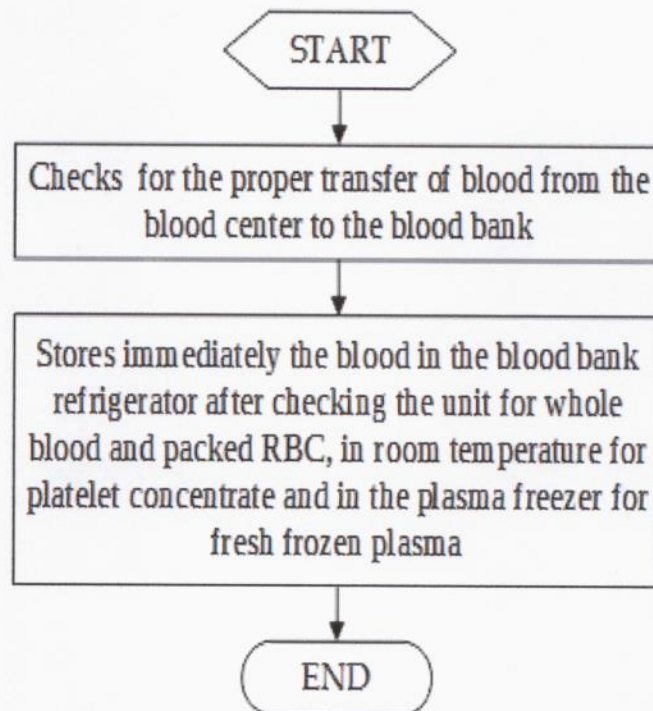 START
Checks for the proper transfer of blood from the
blood center to the blood bank
Stores immediately the blood in the blood bank
refrigerator after checking the unit for whole
blood and packed RBC, in room temperature for
platelet concentrate and in the plasma freezer for
fresh frozen plasma
END